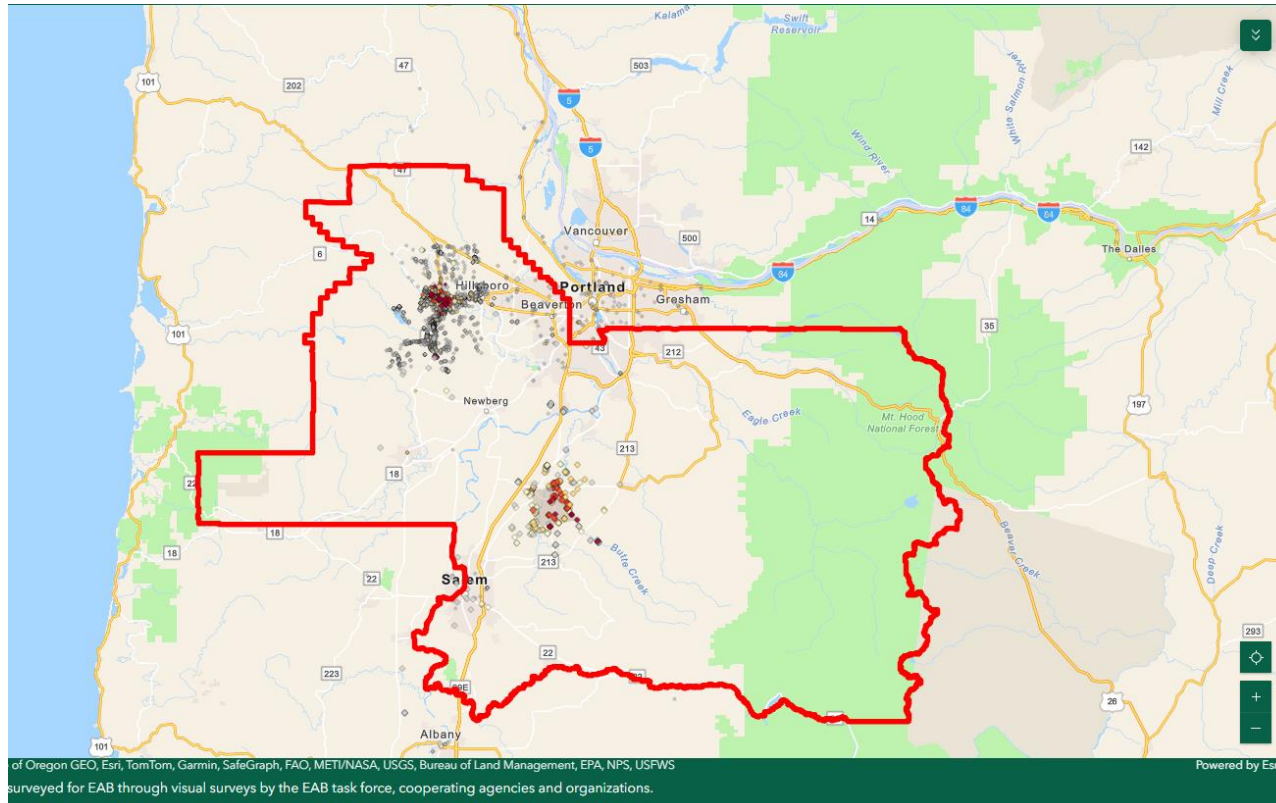 Kalama
Swift
Reservoir
101
202
47
503
5
White Salmon River
Mill Creek
5
Wind River
142
47
14
84
84
84
Vancouver
500
The Dalles
6
Hillsboro
Portland
Beaverton
Gresham
101
35
43
212
197
Newberg
Eagle Creek
Mt. Hood
National Forest
213
18
22
18
Butte Creek
Beaver Creek
Deep Creek
18
213
22
Salem
293
22
223
99E
22
26
Albany
101
of Oregon GEO, Esri, TomTom, Garmin, SafeGraph, FAO, METI/NASA, USGS, Bureau of Land Management, EPA, NPS, USFWS
Powered by Esri
surveyed for EAB through visual surveys by the EAB task force, cooperating agencies and organizations.